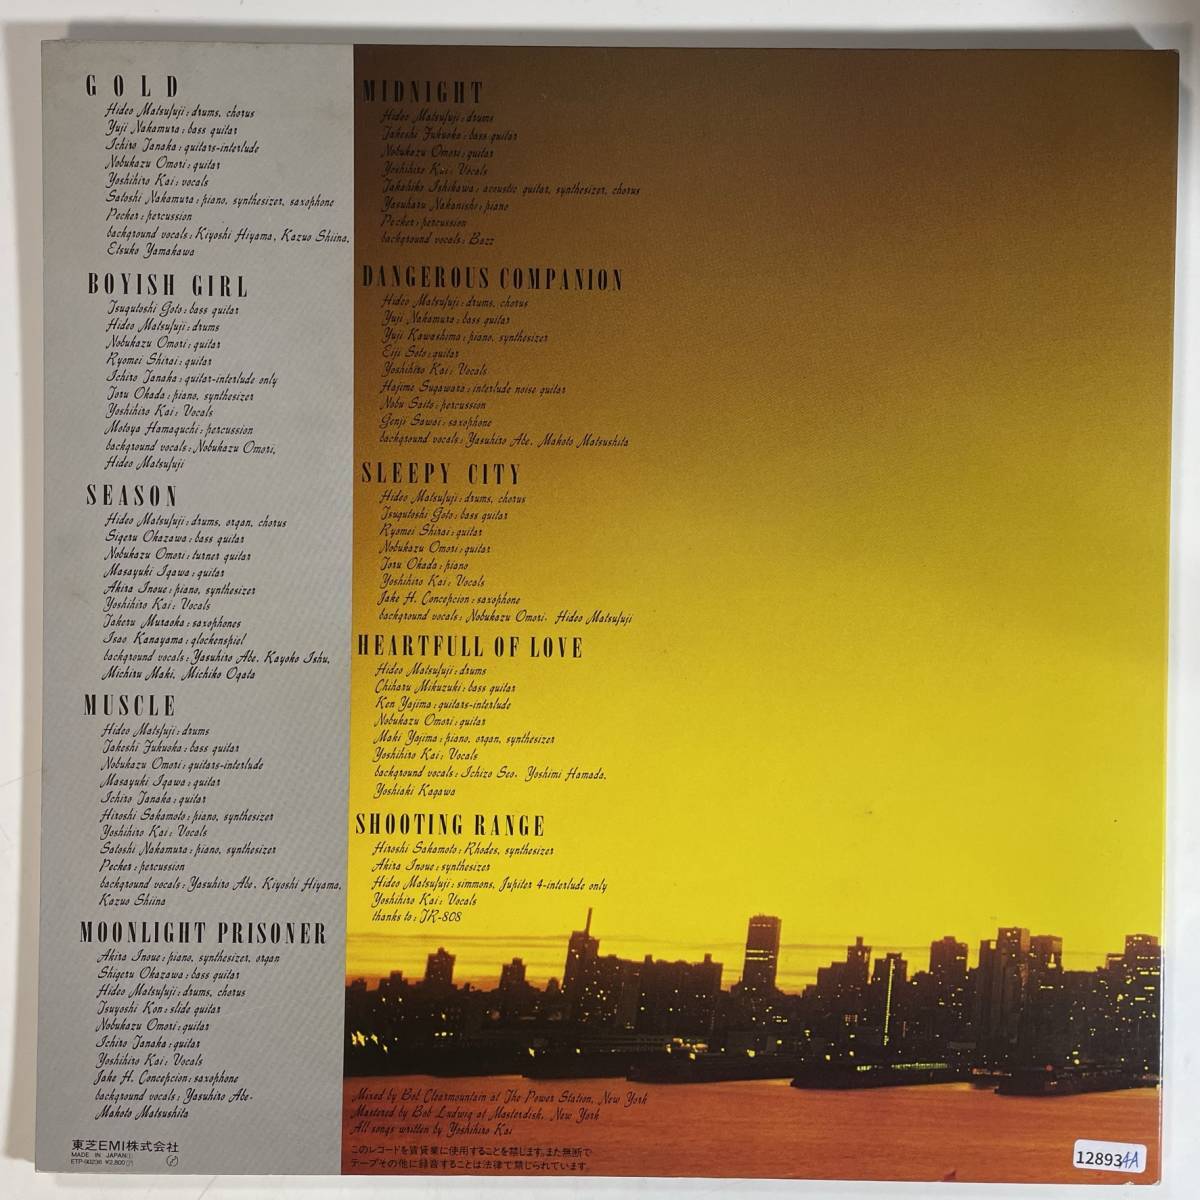 GOLD
Hideo Matsufuji : drums, chorus
Yuji Nakamura : bass guitar
Ichiro Tanaka : guitars-interlude
Nobukazu Omori : guitar
Yoshihiro Kai : vocals
Satoshi Nakamura : piano, synthesizer, saxophone
Pecker : percussion
background vocals : Kiyoshi Hiyama, Kazuo Shiina,
Etsuko Yamakawa
BOYISH GIRL
Tsugutoshi Goto : bass guitar
Hideo Matsufuji : drums
Nobukazu Omori : guitar
Ryomei Shirai : guitar
Ichiro Tanaka : guitar-interlude only
Toru Okada : piano, synthesizer
Yoshihiro Kai : Vocals
Motoya Hamaguchi : percussion
background vocals : Nobukazu Omori,
Hideo Matsufuji
SEASON
Hideo Matsufuji : drums, organ, chorus
Sigeru Okazawa : bass guitar
Nobukazu Omori : turner guitar
Masayuki Igawa : guitar
Akira Inoue : piano, synthesizer
Yoshihiro Kai : Vocals
Takeru Muraoka : saxophones
Isao Kanayama : glockenspiel
background vocals : Yasuhiro Abe, Kayoko Ishu,
Michiru Maki, Michiko Ogata
MUSCLE
Hideo Matsfuji : drums
Takeshi Fukuoka : bass guitar
Nobukazu Omori : guitars-interlude
Masayuki Igawa : guitar
Ichiro Tanaka : guitar
Hiroshi Sakamoto : piano, synthesizer
Yoshihiro Kai : Vocals
Satoshi Nakamura : piano, synthesizer
Pecker : percussion
background vocals : Yasuhiro Abe, Kiyoshi Hiyama,
Kazuo Shiina
MOONLIGHT PRISONER
Akira Inoue : piano, synthesizer, organ
Shigeru Okazawa : bass guitar
Hideo Matsufuji : drums, chorus
Tsuyoshi Kon : slide guitar
Nobukazu Omori : guitar
Ichiro Tanaka : guitar
Yoshihiro Kai : Vocals
Jake H. Concepcion : saxophone
background vocals : Yasuhiro Abe-
Makoto Matsushita
東芝EMI株式会社
MADE IN JAPAN
ETP-90236 ¥2,800
MIDNIGHT
Hideo Matsufuji : drums
Takeshi Fukuoka : bass guitar
Nobukazu Omori : guitar
Yoshihiro Kai : Vocals
Takahiko Ishikawa : acoustic guitar, synthesizer, chorus
Yasuharu Nakanishi : piano
Pecker : percussion
background vocals : Bazz
DANGEROUS COMPANION
Hideo Matsufuji : drums, chorus
Yuji Nakamura : bass guitar
Yuji Kawashima : piano, synthesizer
Eiji Soto : guitar
Yoshihiro Kai : Vocals
Hajime Sugawara : interlude noise guitar
Nobu Saito : percussion
Genji Sawai : saxophone
background vocals : Yasuhiro Abe, Makoto Matsushita
SLEEPY CITY
Hideo Matsufuji : drums, chorus
Tsugutoshi Goto : bass guitar
Ryomei Shirai : guitar
Nobukazu Omori : guitar
Toru Okada : piano
Yoshihiro Kai : Vocals
Jake H. Concepcion : saxophone
background vocals : Nobukazu Omori, Hideo Matsufuji
HEARTFULL OF LOVE
Hideo Matsufuji : drums
Chiharu Mikuzuki : bass guitar
Ken Yajima : guitars-interlude
Nobukazu Omori : guitar
Maki Yajima : piano, organ, synthesizer
Yoshihiro Kai : Vocals
background vocals : Ichizo Seo, Yoshimi Hamada,
Yoshiaki Kagawa
SHOOTING RANGE
Hiroshi Sakamoto : Rhodes, synthesizer
Akira Inoue : synthesizer
Hideo Matsufuji : simmons, Jupiter 4-interlude only
Yoshihiro Kai : Vocals
thanks to : TR-808
Mixed by Bob Clearmountain at The Power Station, New York
Mastered by Bob Ludwig at Masterdisk, New York
All songs written by Yoshihiro Kai
このレコードを賃貸業に使用することを禁じます。また無断で
テープその他に録音することは法律で禁じられています。
12893 AA